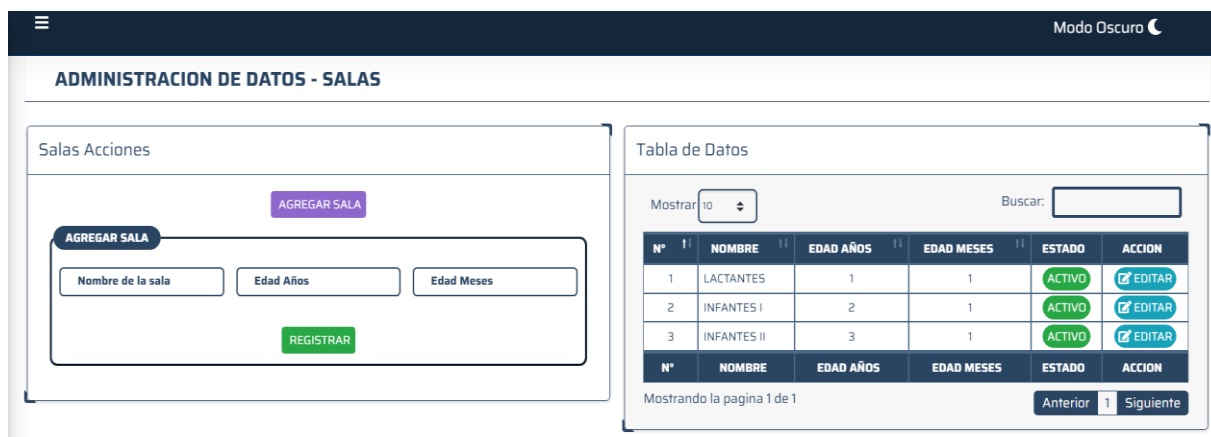 Modo Oscuro
ADMINISTRACION DE DATOS - SALAS
Salas Acciones
AGREGAR SALA
AGREGAR SALA
Nombre de la sala Edad Años Edad Meses
REGISTRAR
Tabla de Datos
Mostrar 10 Buscar:
N° NOMBRE EDAD AÑOS EDAD MESES ESTADO ACCION
1 LACTANTES 1 1 ACTIVO EDITAR
2 INFANTES I 2 1 ACTIVO EDITAR
3 INFANTES II 3 1 ACTIVO EDITAR
N° NOMBRE EDAD AÑOS EDAD MESES ESTADO ACCION
Mostrando la pagina 1 de 1 Anterior 1 Siguiente